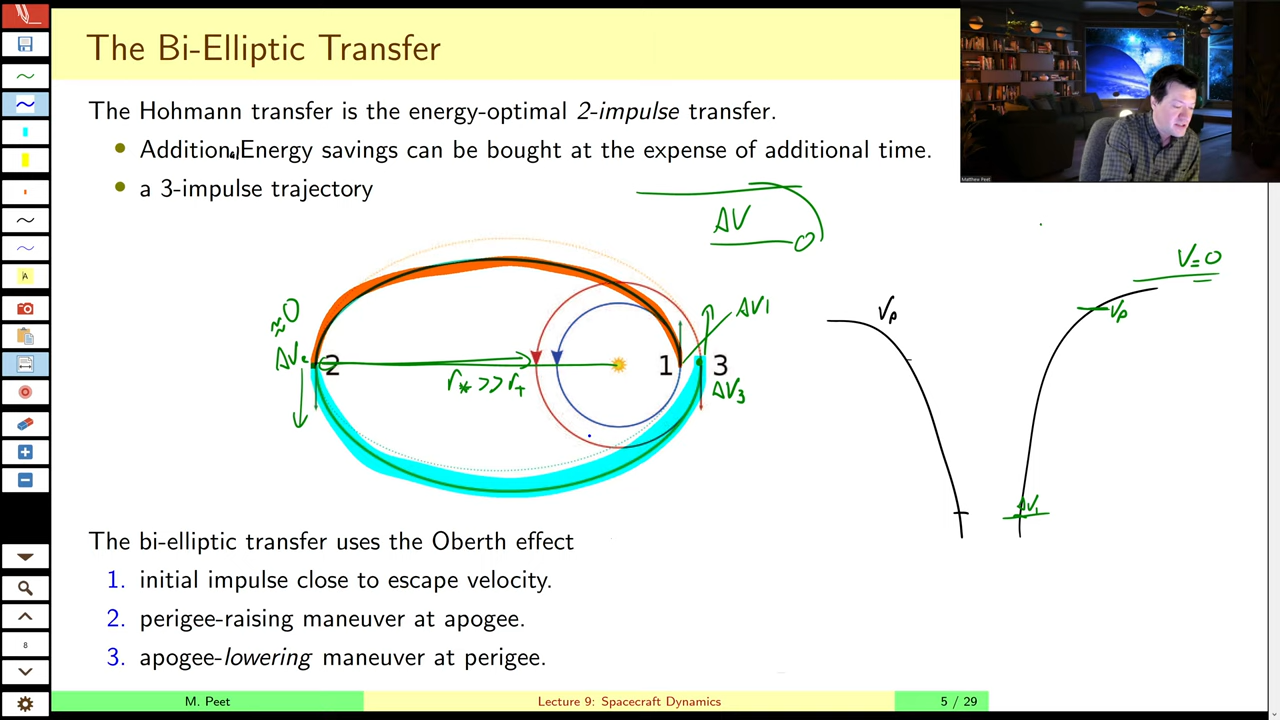 The Bi-Elliptic Transfer
The Hohmann transfer is the energy-optimal 2-impulse transfer.
Additional Energy savings can be bought at the expense of additional time.
a 3-impulse trajectory
ΔV
V=0
Vp
Vp
ΔV1
≈0
ΔV2
2
1
3
r* >> r+
ΔV3
ΔV1
The bi-elliptic transfer uses the Oberth effect
1. initial impulse close to escape velocity.
2. perigee-raising maneuver at apogee.
3. apogee-lowering maneuver at perigee.
M. Peet
Lecture 9: Spacecraft Dynamics
5 / 29
Matthew Peet
A
8